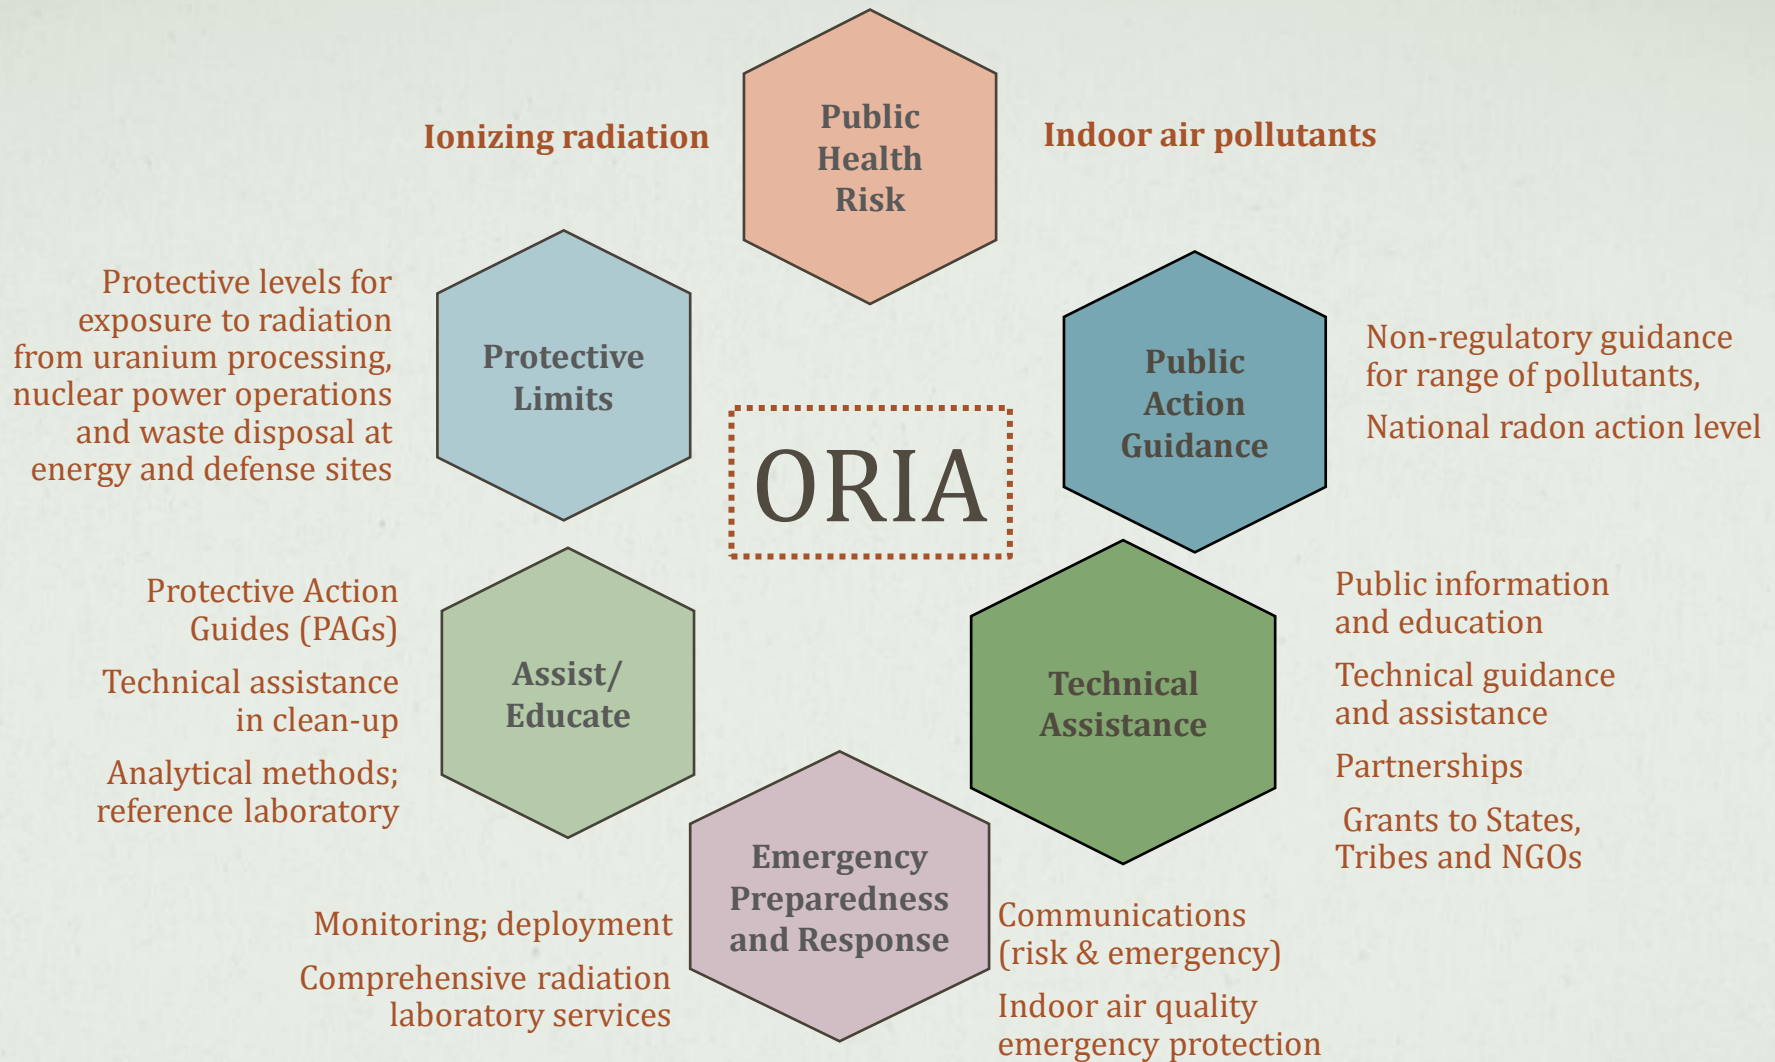 Public
Health
Risk
Ionizing radiation
Indoor air pollutants
Protective levels for
exposure to radiation
from uranium processing,
nuclear power operations
and waste disposal at
energy and defense sites
Protective
Limits
Public
Action
Guidance
Non-regulatory guidance
for range of pollutants,
National radon action level
ORIA
Protective Action
Guides (PAGs)
Technical assistance
in clean-up
Analytical methods;
reference laboratory
Assist/
Educate
Technical
Assistance
Public information
and education
Technical guidance
and assistance
Partnerships
Grants to States,
Tribes and NGOs
Emergency
Preparedness
and Response
Monitoring; deployment
Comprehensive radiation
laboratory services
Communications
(risk & emergency)
Indoor air quality
emergency protection